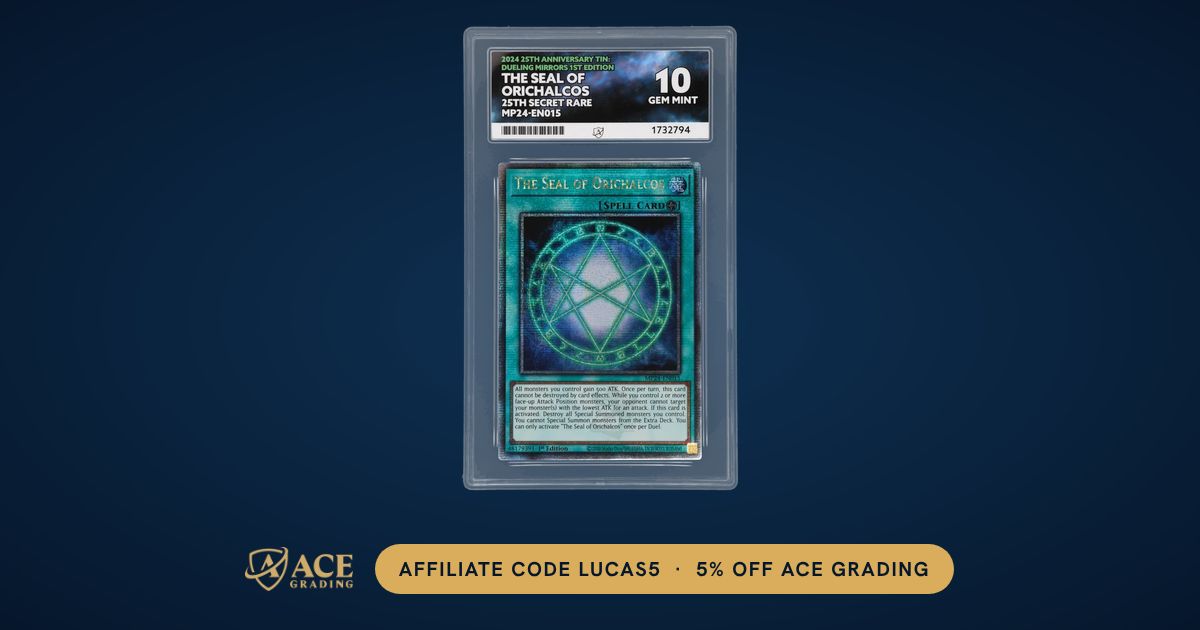 2024 25TH ANNIVERSARY TIN:
DUELING MIRRORS 1ST EDITION
THE SEAL OF
ORICHALCOS
25TH SECRET RARE
MP24-EN015
10
GEM MINT
1732794
THE SEAL OF ORICHALCOS
[SPELL CARD]
MP24-EN015
All monsters you control gain 500 ATK. Once per turn, this card
cannot be destroyed by card effects. While you control 2 or more
face-up Attack Position monsters, your opponent cannot target
your monster(s) with the lowest ATK for an attack. If this card is
activated: Destroy all Special Summoned monsters you control.
You cannot Special Summon monsters from the Extra Deck. You
can only activate "The Seal of Orichalcos" once per Duel.
1st Edition
ACE
GRADING
AFFILIATE CODE LUCAS5 · 5% OFF ACE GRADING